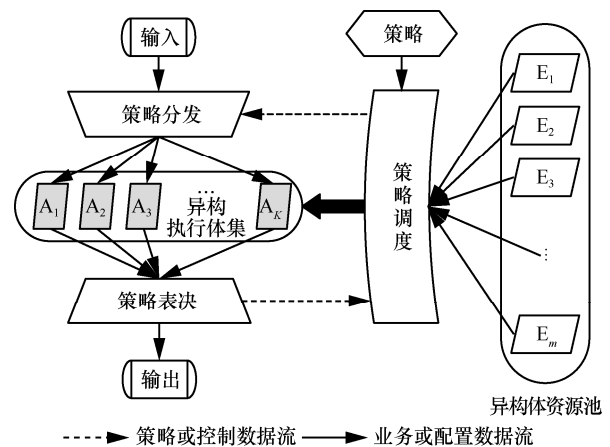 输入
策略
策略分发
E1
E2
E3
...
Em
策略调度
A1 A2 A3 ... AK
异构
执行体集
策略表决
输出
异构体资源池
策略或控制数据流
业务或配置数据流